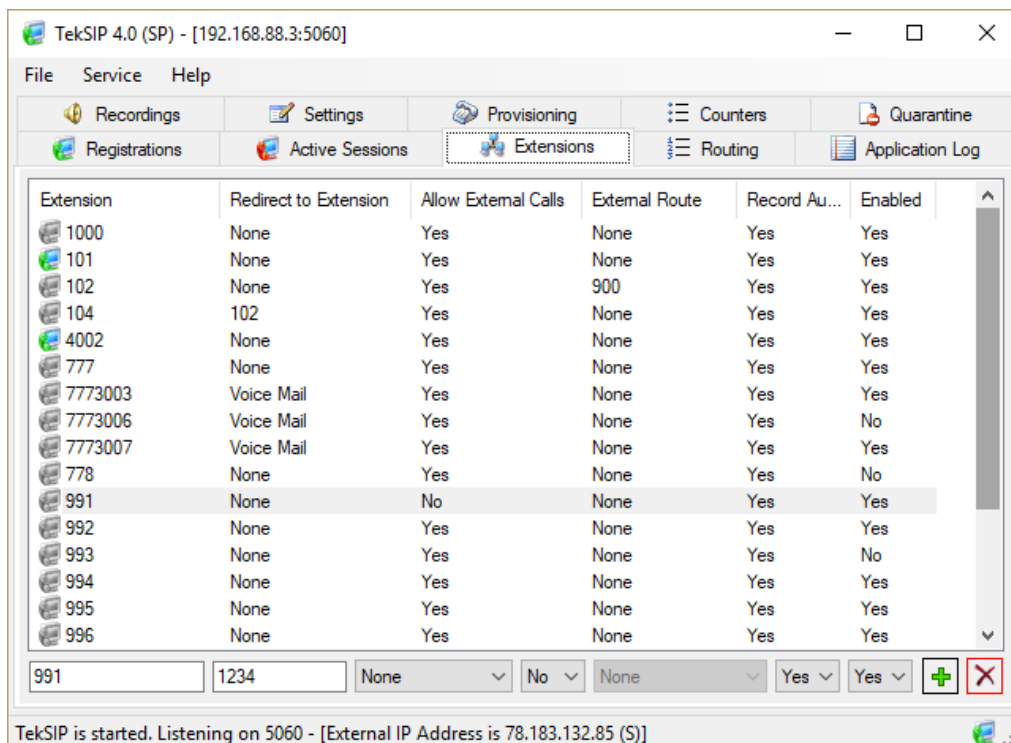 TekSIP 4.0 (SP) - [192.168.88.3:5060]
File Service Help
Recordings Settings Provisioning Counters Quarantine
Registrations Active Sessions Extensions Routing Application Log
Extension Redirect to Extension Allow External Calls External Route Record Au... Enabled
1000 None Yes None Yes Yes
101 None Yes None Yes Yes
102 None Yes 900 Yes Yes
104 102 Yes None Yes Yes
4002 None Yes None Yes Yes
777 None Yes None Yes Yes
7773003 Voice Mail Yes None Yes Yes
7773006 Voice Mail Yes None Yes No
7773007 Voice Mail Yes None Yes Yes
778 None Yes None Yes No
991 None No None Yes Yes
992 None Yes None Yes Yes
993 None Yes None Yes No
994 None Yes None Yes Yes
995 None Yes None Yes Yes
996 None Yes None Yes Yes
991 1234 None No None Yes Yes
TekSIP is started. Listening on 5060 - [External IP Address is 78.183.132.85 (S)]